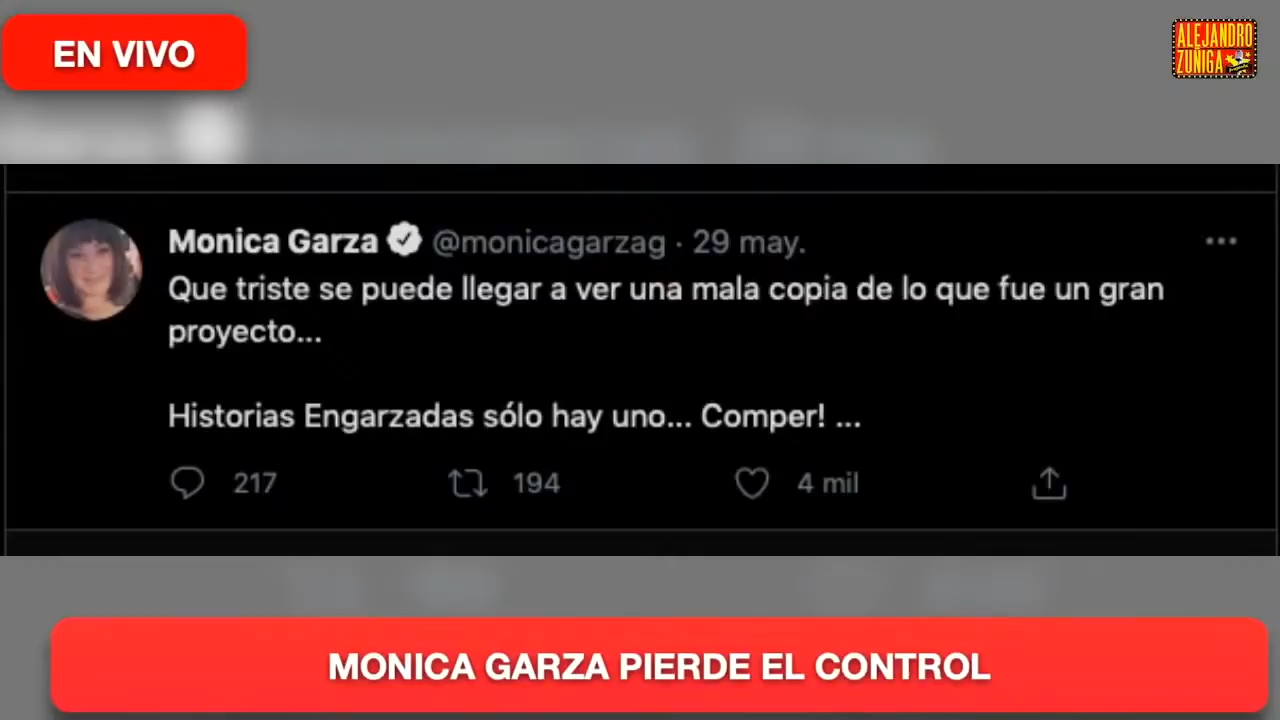 EN VIVO
ALEJANDRO
ZUÑIGA
Monica Garza @monicagarzag · 29 may.
Que triste se puede llegar a ver una mala copia de lo que fue un gran
proyecto...
Historias Engarzadas sólo hay uno... Comper! ...
217 194 4 mil
MONICA GARZA PIERDE EL CONTROL